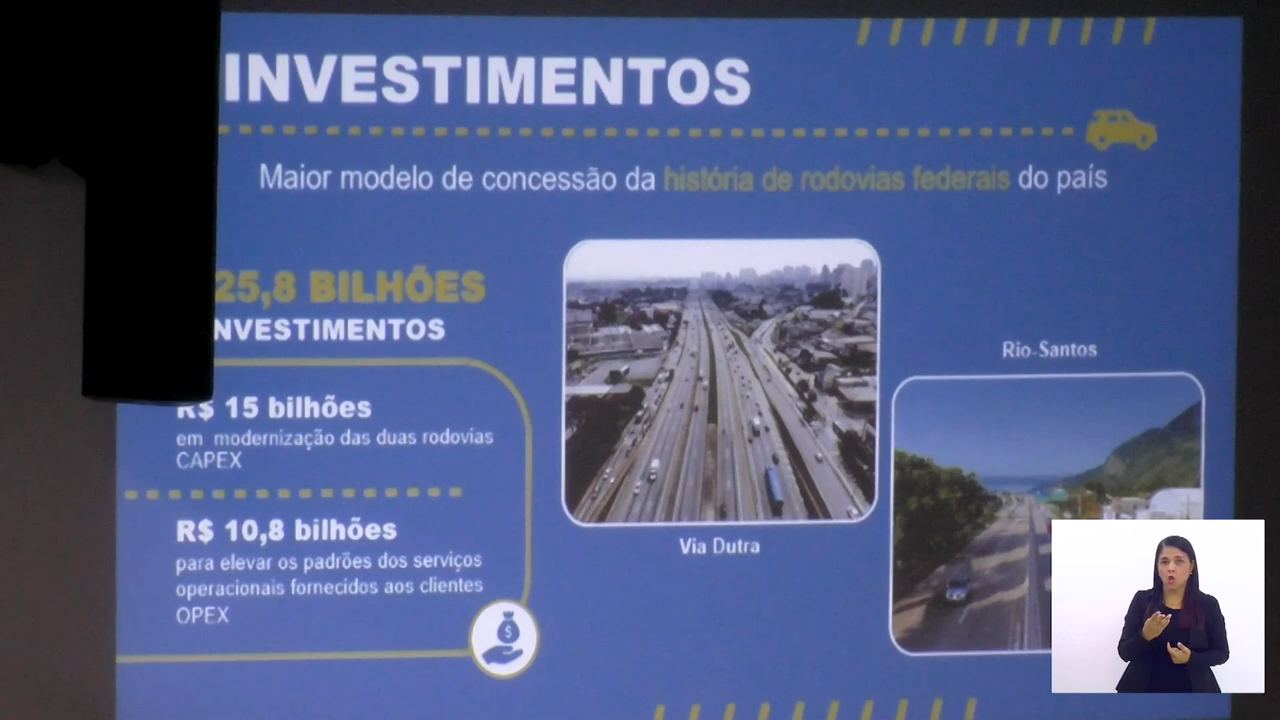 INVESTIMENTOS
Maior modelo de concessão da história de rodovias federais do país
25,8 BILHÕES
NVESTIMENTOS
R$ 15 bilhões
em modernização das duas rodovias
CAPEX
R$ 10,8 bilhões
para elevar os padrões dos serviços
operacionais fornecidos aos clientes
OPEX
$
Via Dutra
Rio-Santos